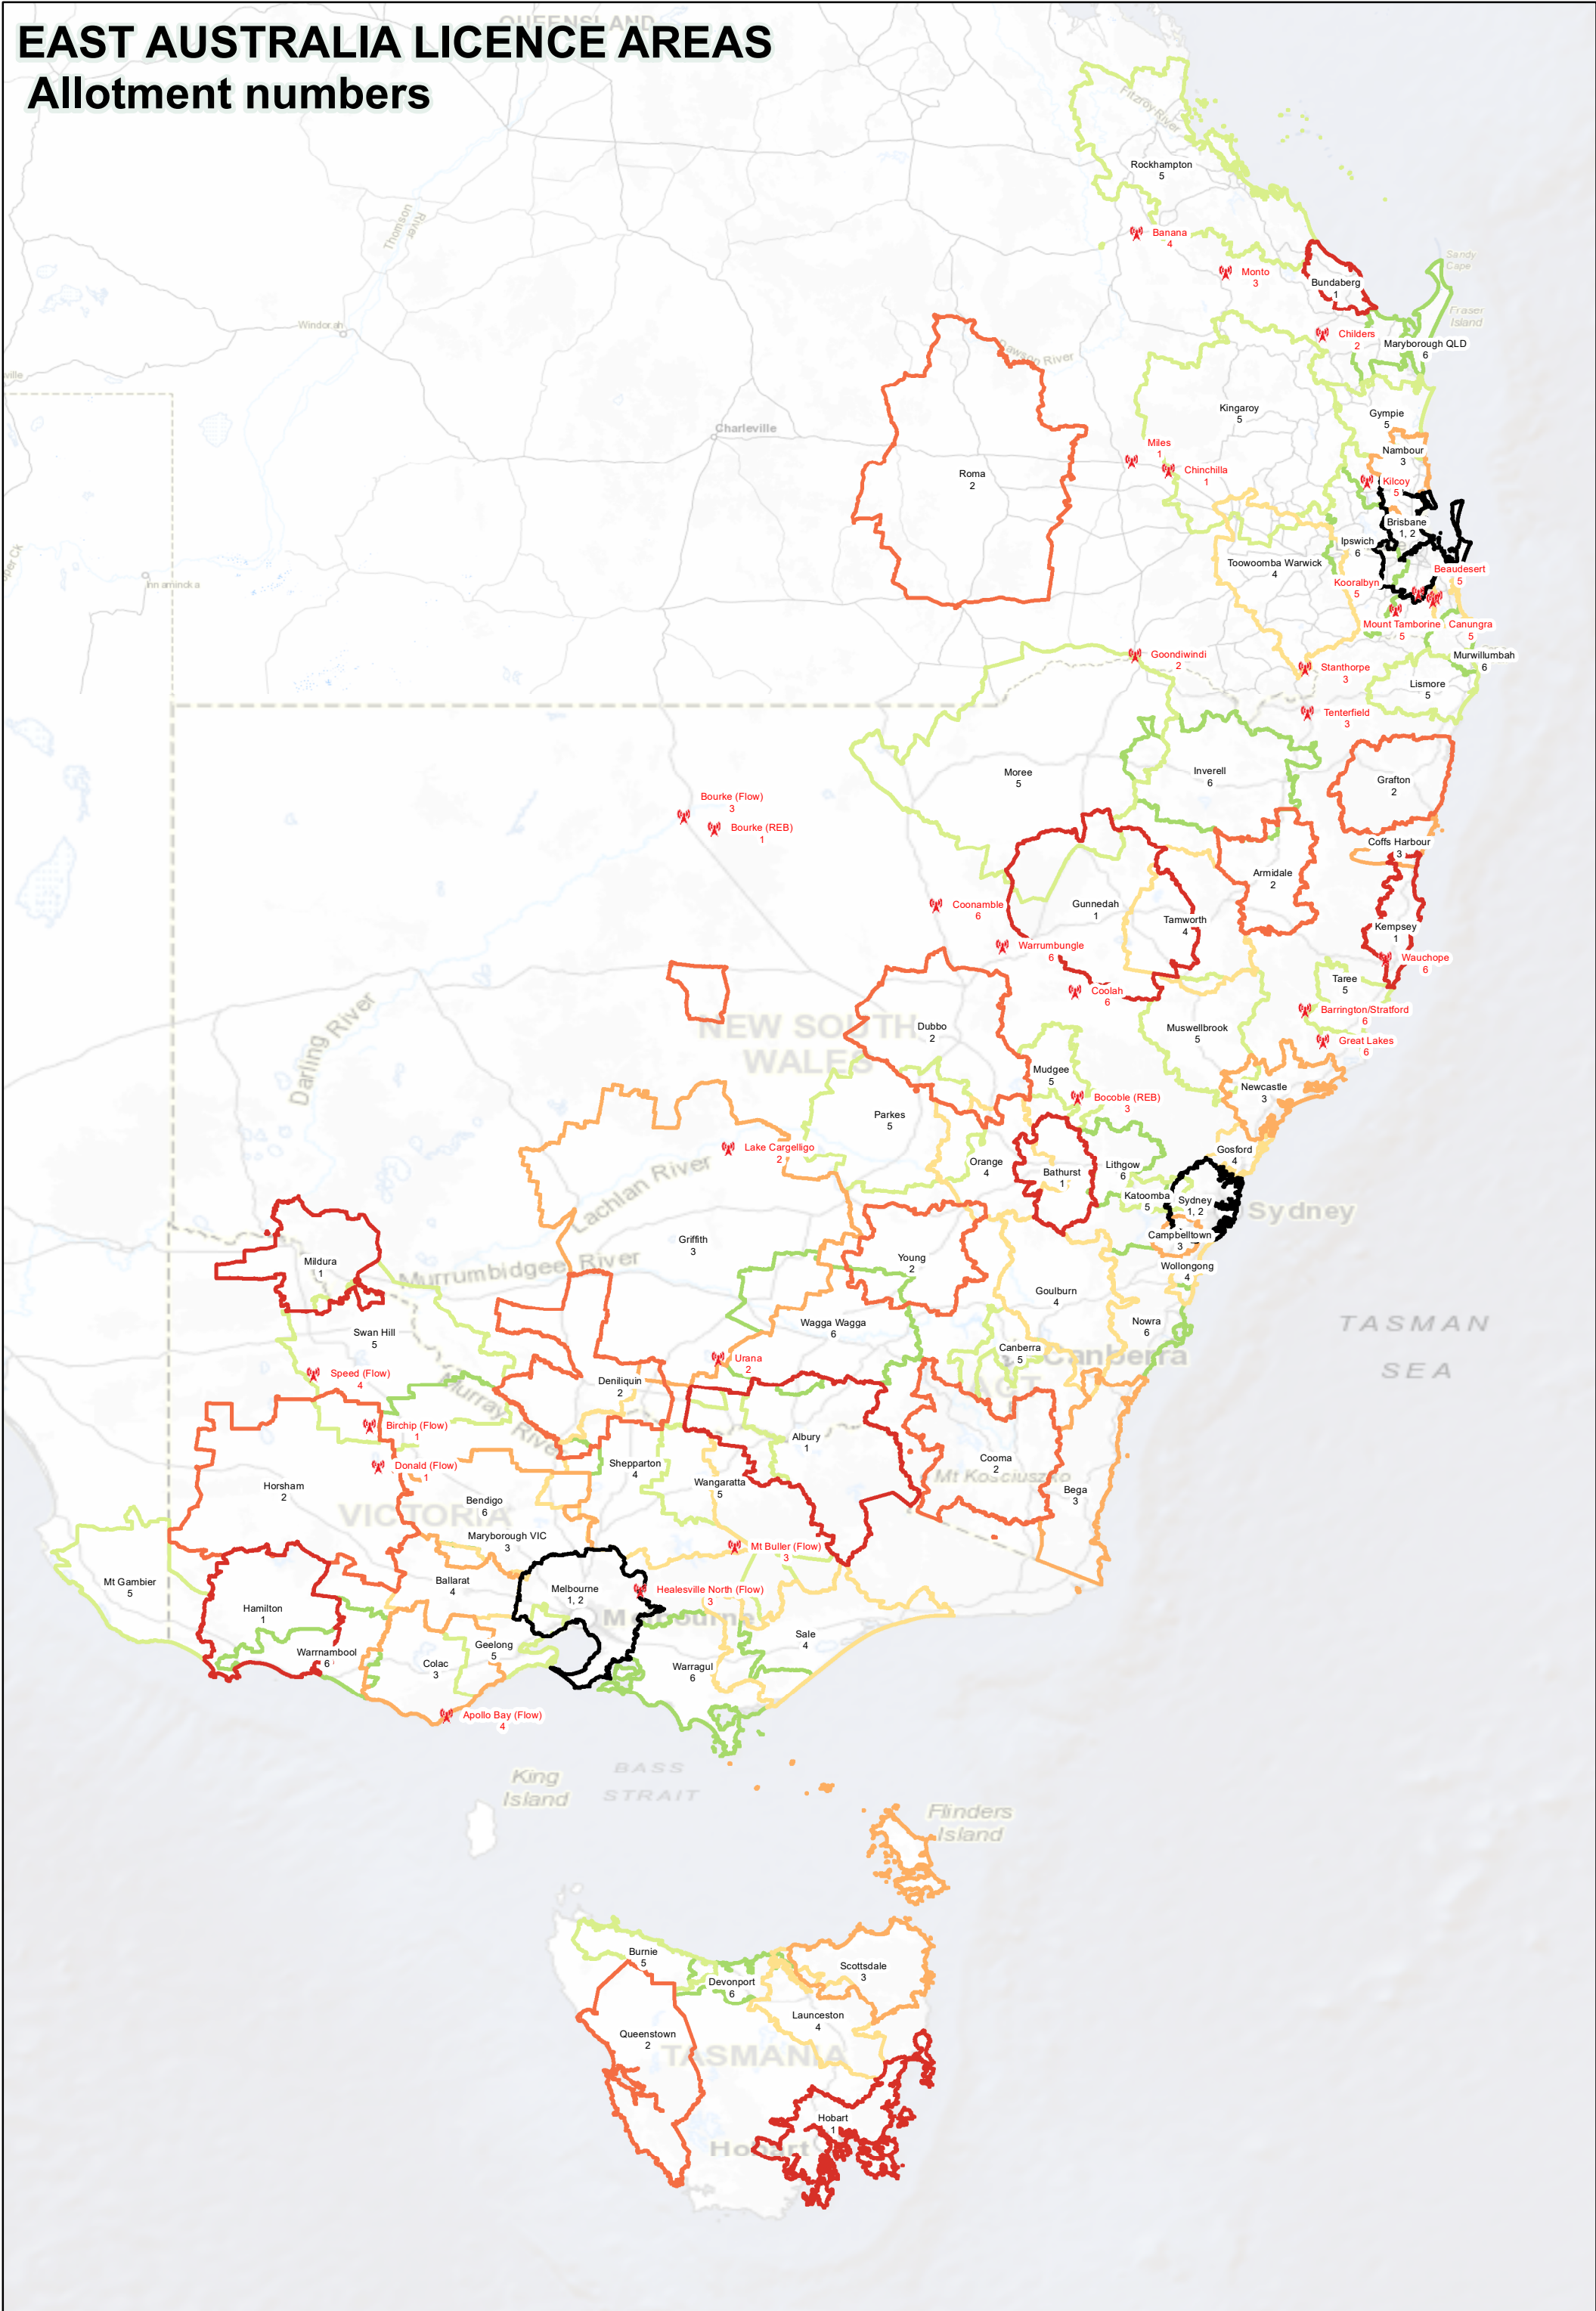 QUEENSLAND
EAST AUSTRALIA LICENCE AREAS
Allotment numbers
Fitzroy River
Rockhampton
5
Thomson
River
Banana
4
Monto
3
Sandy
Cape
Bundaberg
1
Fraser
Island
Windorah
Childers
2
Maryborough QLD
6
Dawson River
ville
Kingaroy
5
Gympie
5
Charleville
Nambour
3
Miles
1
Chinchilla
1
Roma
2
Kilcoy
5
Brisbane
1, 2
Ipswich
6
Toowoomba Warwick
4
Beaudesert
5
Kooralbyn
5
oper Ck
Innamincka
Mount Tamborine
5
Canungra
5
Goondiwindi
2
Murwillumbah
6
Stanthorpe
3
Lismore
5
Tenterfield
3
Moree
5
Inverell
6
Grafton
2
Bourke (Flow)
3
Bourke (REB)
1
Coffs Harbour
3
Armidale
2
Coonamble
6
Gunnedah
1
Tamworth
4
Kempsey
1
Warrumbungle
6
Wauchope
6
Taree
5
Coolah
6
Barrington/Stratford
6
Darling River
NEW SOUTH
WALES
Dubbo
2
Muswellbrook
5
Great Lakes
6
Mudgee
5
Newcastle
3
Bocoble (REB)
3
Parkes
5
Lake Cargelligo
2
Gosford
4
Lachlan River
Orange
4
Bathurst
1
Lithgow
6
Katoomba
5
Sydney
1, 2
Sydney
Campbelltown
3
Griffith
3
Mildura
1
Murrumbidgee River
Young
2
Wollongong
4
Goulburn
4
Wagga Wagga
6
Nowra
6
TASMAN
SEA
Swan Hill
5
Canberra
5
Canberra
Urana
2
Speed (Flow)
4
Deniliquin
2
ACT
Murray River
Birchip (Flow)
1
Albury
1
Donald (Flow)
1
Shepparton
4
Cooma
2
Mt Kosciuszko
Wangaratta
5
Horsham
2
Bega
3
VICTORIA
Bendigo
6
Maryborough VIC
3
Mt Buller (Flow)
3
Mt Gambier
5
Ballarat
4
Melbourne
1, 2
Healesville North (Flow)
3
Melbourne
Hamilton
1
Sale
4
Geelong
5
Warrnambool
6
Colac
3
Warragul
6
Apollo Bay (Flow)
4
BASS
STRAIT
King
Island
Flinders
Island
Burnie
5
Scottsdale
3
Devonport
6
Launceston
4
Queenstown
2
TASMANIA
Hobart
1
Hobart